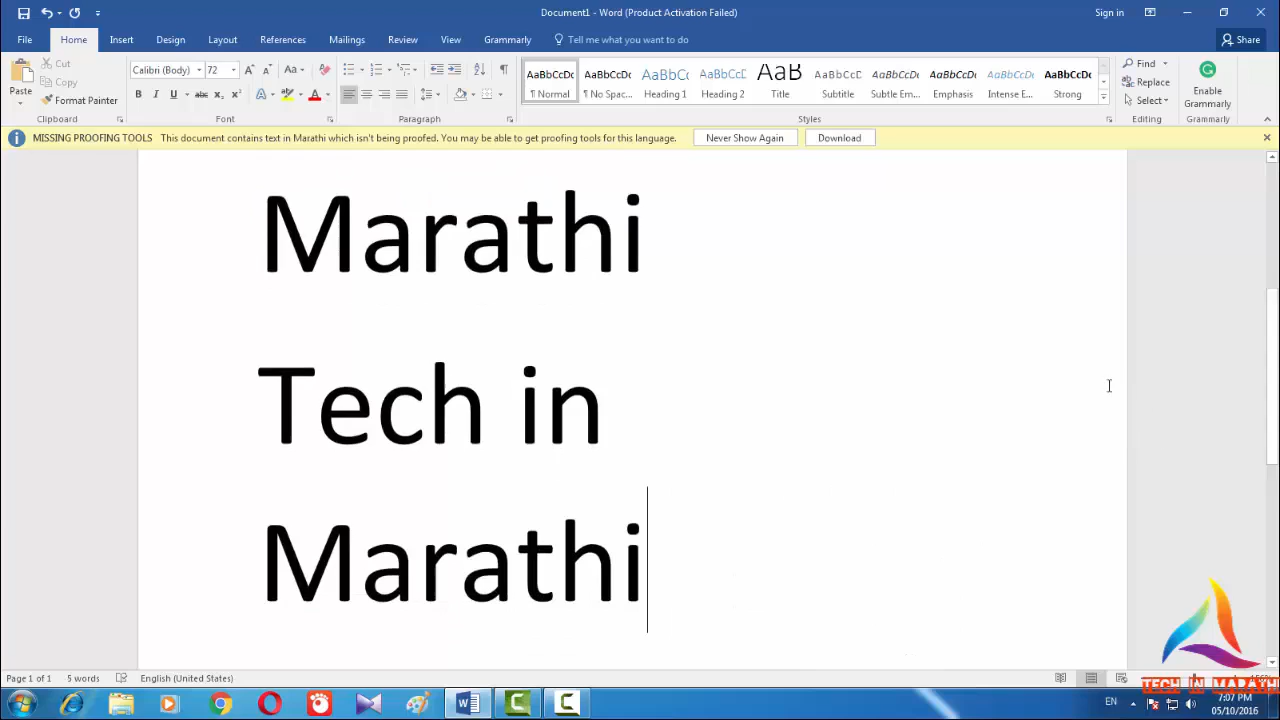 Document1 - Word (Product Activation Failed)
Sign in
File Home Insert Design Layout References Mailings Review View Grammarly Tell me what you want to do Share
Paste
Cut
Copy
Format Painter
Clipboard
Calibri (Body) 72
Font
Paragraph
AaBbCcDc AaBbCcDc AaBbCc AaBbCcC AaB AaBbCcD AaBbCcDc AaBbCcDc AaBbCcDc AaBbCcDc
¶ Normal ¶ No Spac... Heading 1 Heading 2 Title Subtitle Subtle Em... Emphasis Intense E... Strong
Styles
Find
Replace
Select
Editing
Enable
Grammarly
Grammarly
MISSING PROOFING TOOLS This document contains text in Marathi which isn't being proofed. You may be able to get proofing tools for this language. Never Show Again Download
Marathi
Tech in
Marathi
TECH IN
Page 1 of 1 5 words English (United States)
EN
7:07 PM
05/10/2016